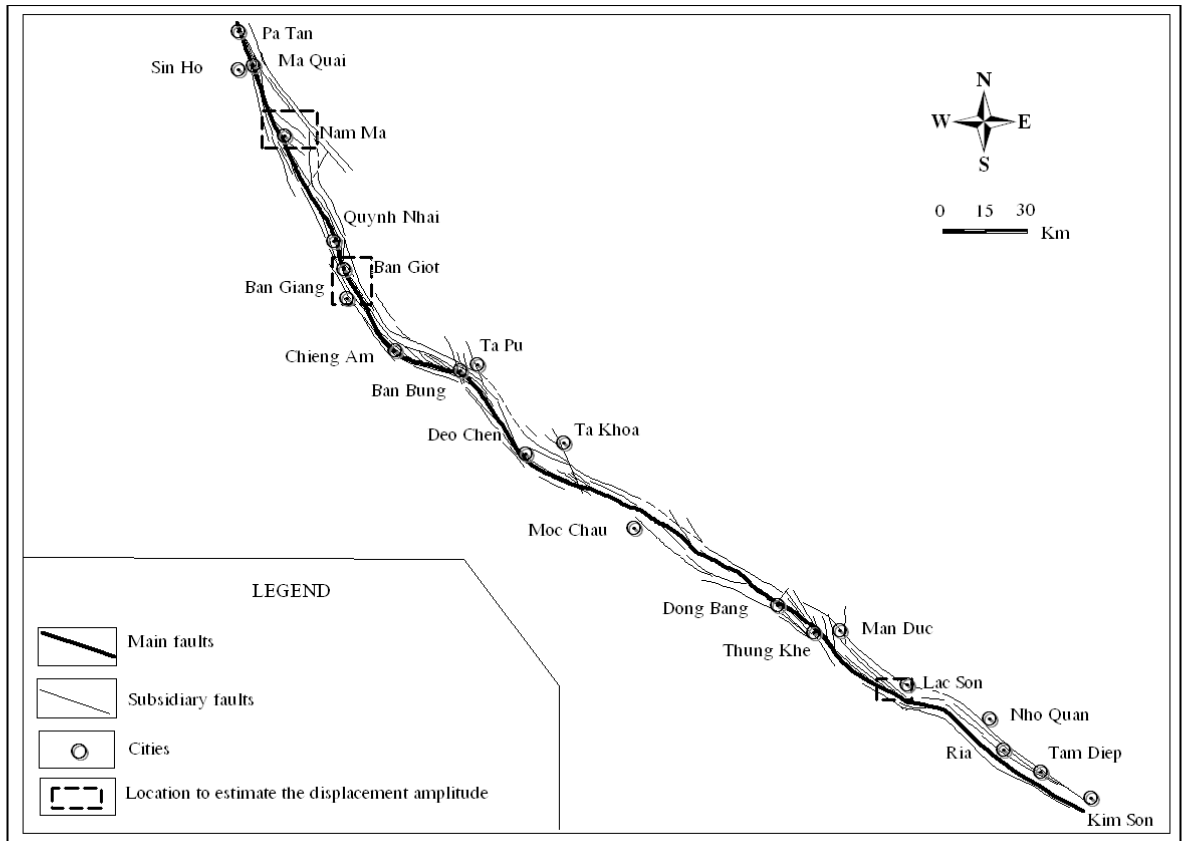 Pa Tan
Sin Ho
Ma Quai
N
W E
S
Nam Ma
0 15 30
Km
Quynh Nhai
Ban Giot
Ban Giang
Chieng Am
Ta Pu
Ban Bung
Deo Chen
Ta Khoa
Moc Chau
Dong Bang
Man Duc
Thung Khe
Lac Son
Nho Quan
Ria
Tam Diep
Kim Son
LEGEND
Main faults
Subsidiary faults
Cities
Location to estimate the displacement amplitude